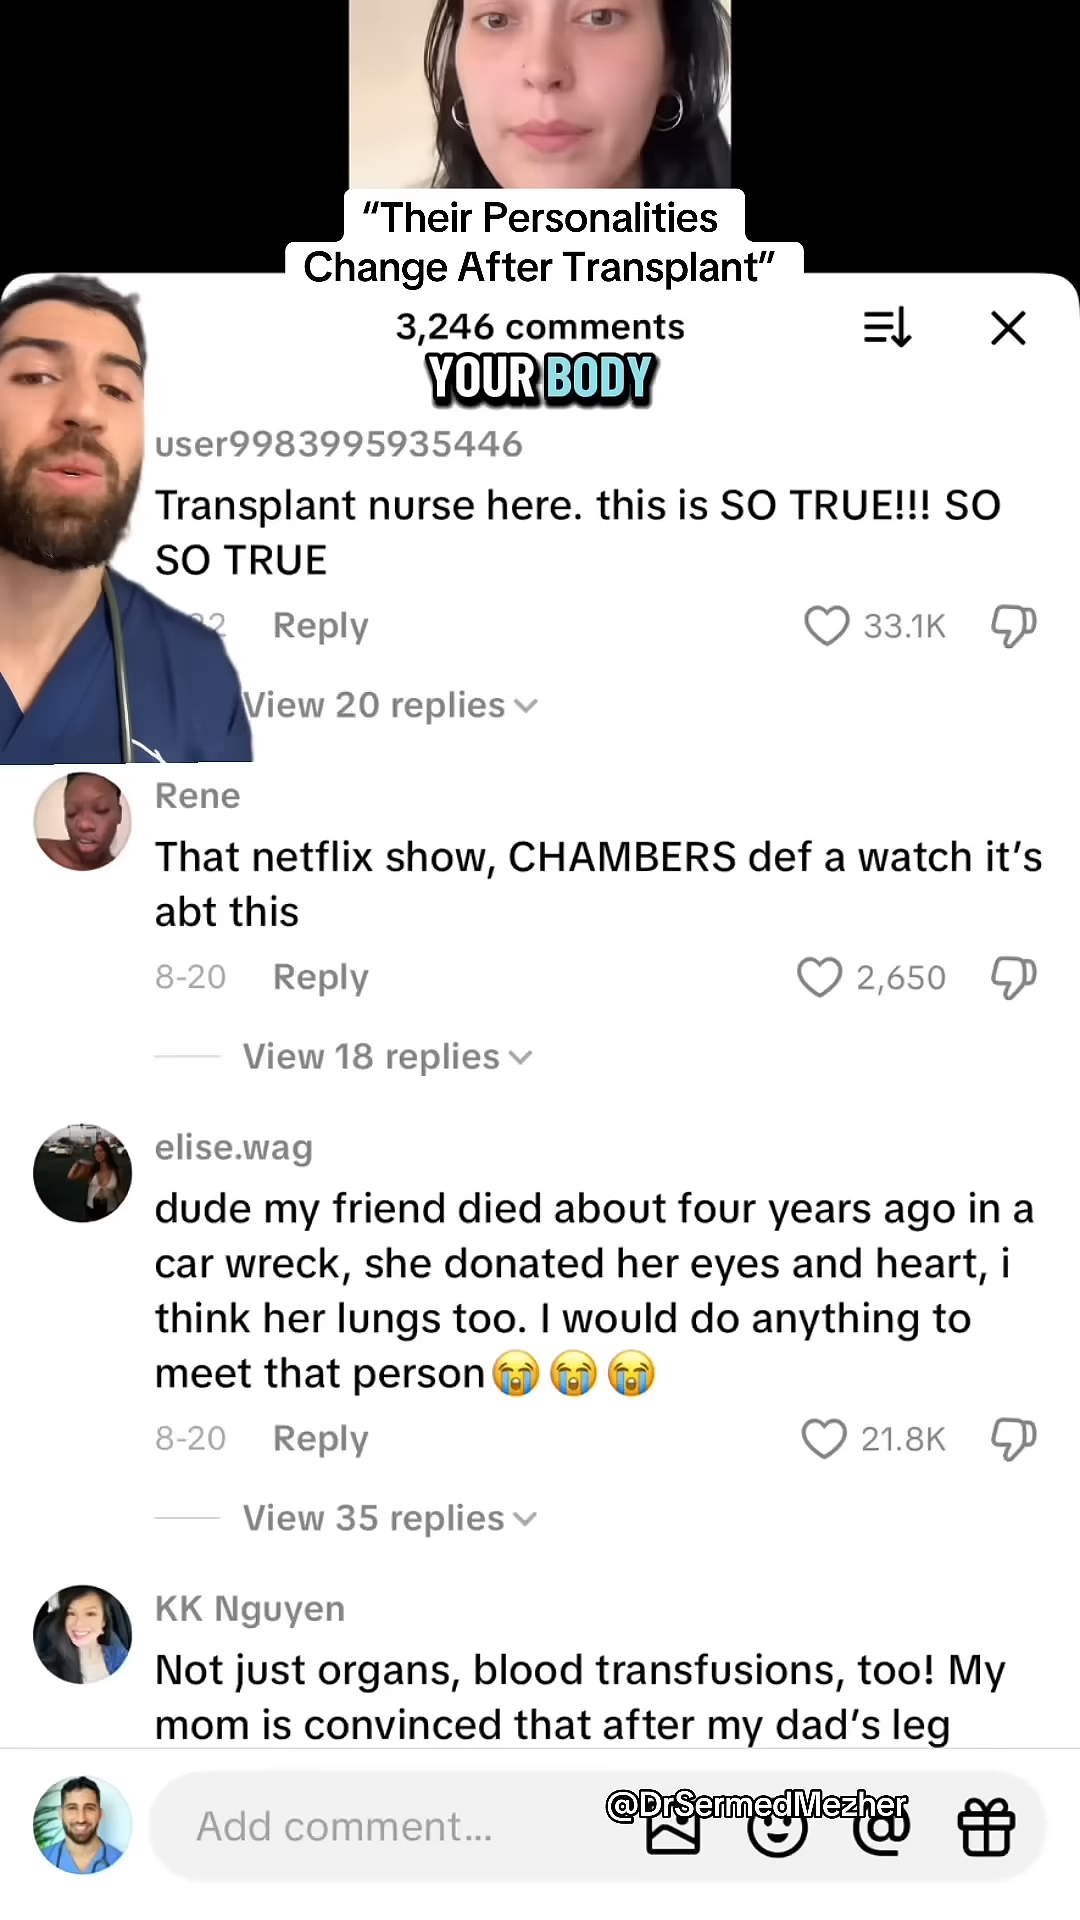 “Their Personalities
Change After Transplant”
3,246 comments
YOUR BODY
user9983995935446
Transplant nurse here. this is SO TRUE!!! SO
SO TRUE
Reply
33.1K
View 20 replies
Rene
That netflix show, CHAMBERS def a watch it’s
abt this
8-20 Reply 2,650
View 18 replies
elise.wag
dude my friend died about four years ago in a
car wreck, she donated her eyes and heart, i
think her lungs too. I would do anything to
meet that person😭😭😭
8-20 Reply 21.8K
View 35 replies
KK Nguyen
Not just organs, blood transfusions, too! My
mom is convinced that after my dad’s leg
@DrSermedMezher
Add comment...